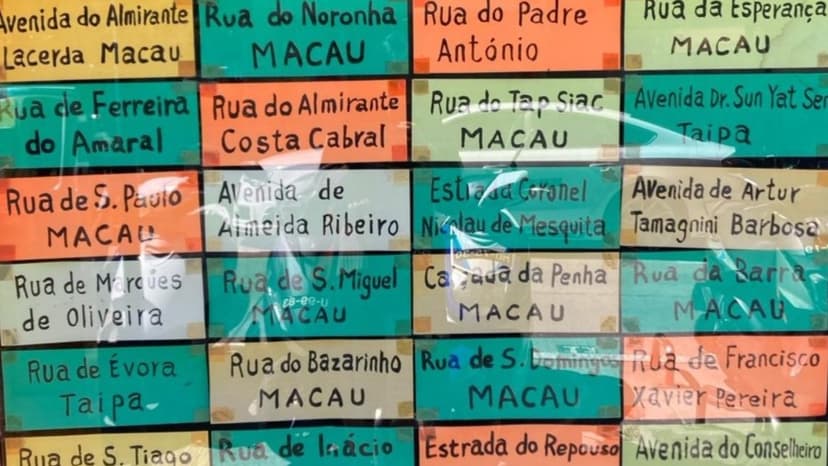 Avenida do Almirante
Lacerda Macau
Rua do Noronha
MACAU
Rua do Padre
António
Rua da Esperança
MACAU
Rua de Ferreira
do Amaral
Rua do Almirante
Costa Cabral
Rua do Tap Siac
MACAU
Avenida Dr. Sun Yat
Taipa
Rua de S. Paulo
MACAU
Avenida de
Almeida Ribeiro
Estrada Coronel
Nicolau de Mesquita
Avenida de Artur
Tamagnini Barbosa
Rua de Marques
de Oliveira
Rua de S. Miguel
MACAU
Calçada da Penha
MACAU
Rua da Barra
MACAU
Rua de Évora
Taipa
Rua do Bazarinho
MACAU
Rua de S. Domingos
MACAU
Rua de Francisco
Xavier Pereira
Rua de S. Tiago
Rua de Inácio
Estrada do Repouso
Avenida do Conselheiro